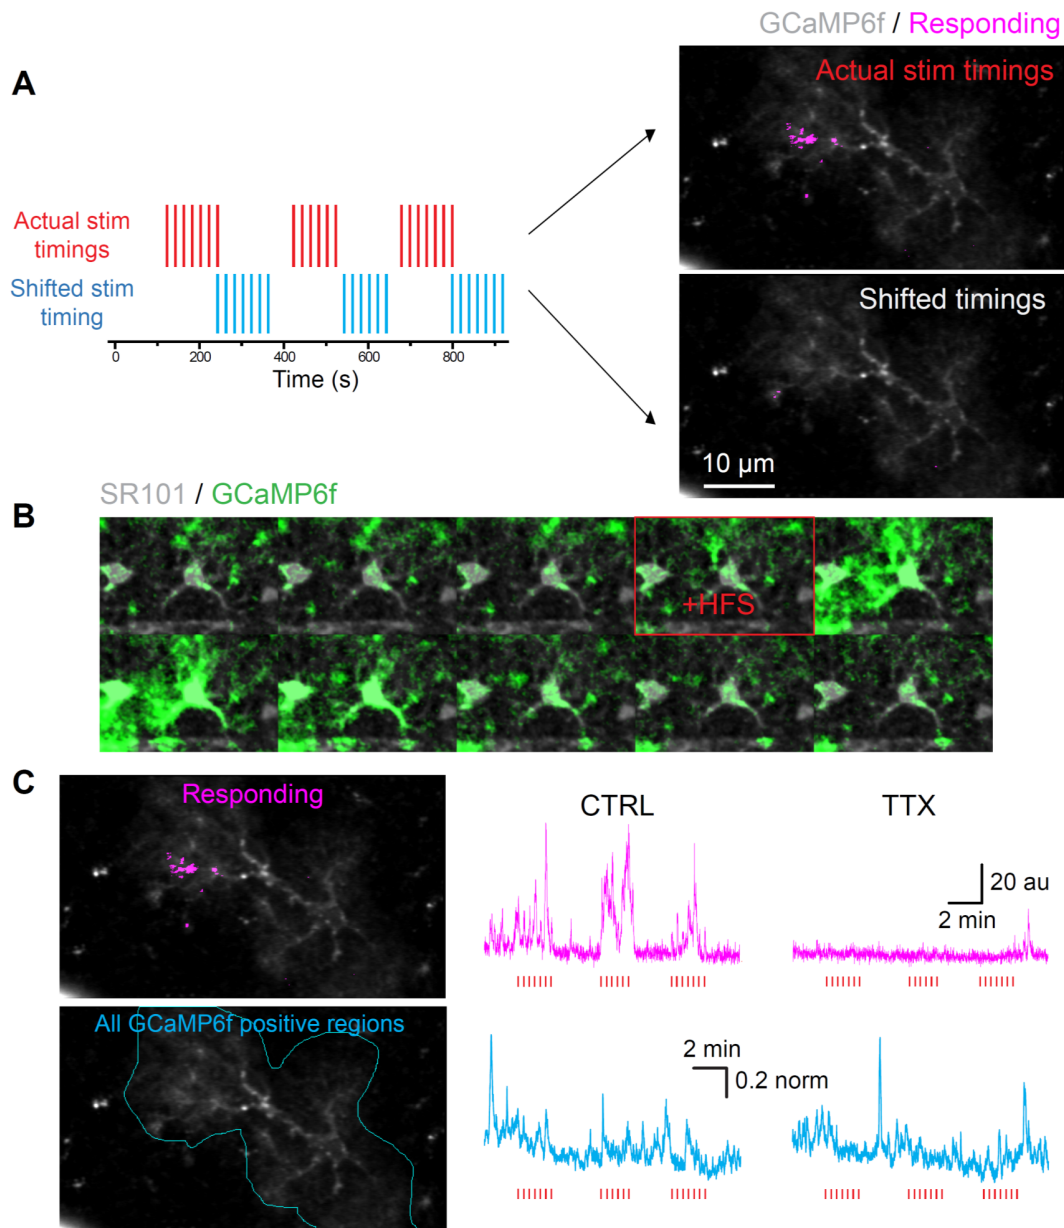 GCaMP6f / Responding
A
Actual stim timings
Actual stim
timings
Shifted stim
timing
0 200 400 600 800
Time (s)
Shifted timings
10 µm
SR101 / GCaMP6f
B
+HFS
C
Responding
CTRL
TTX
20 au
2 min
All GCaMP6f positive regions
2 min
0.2 norm